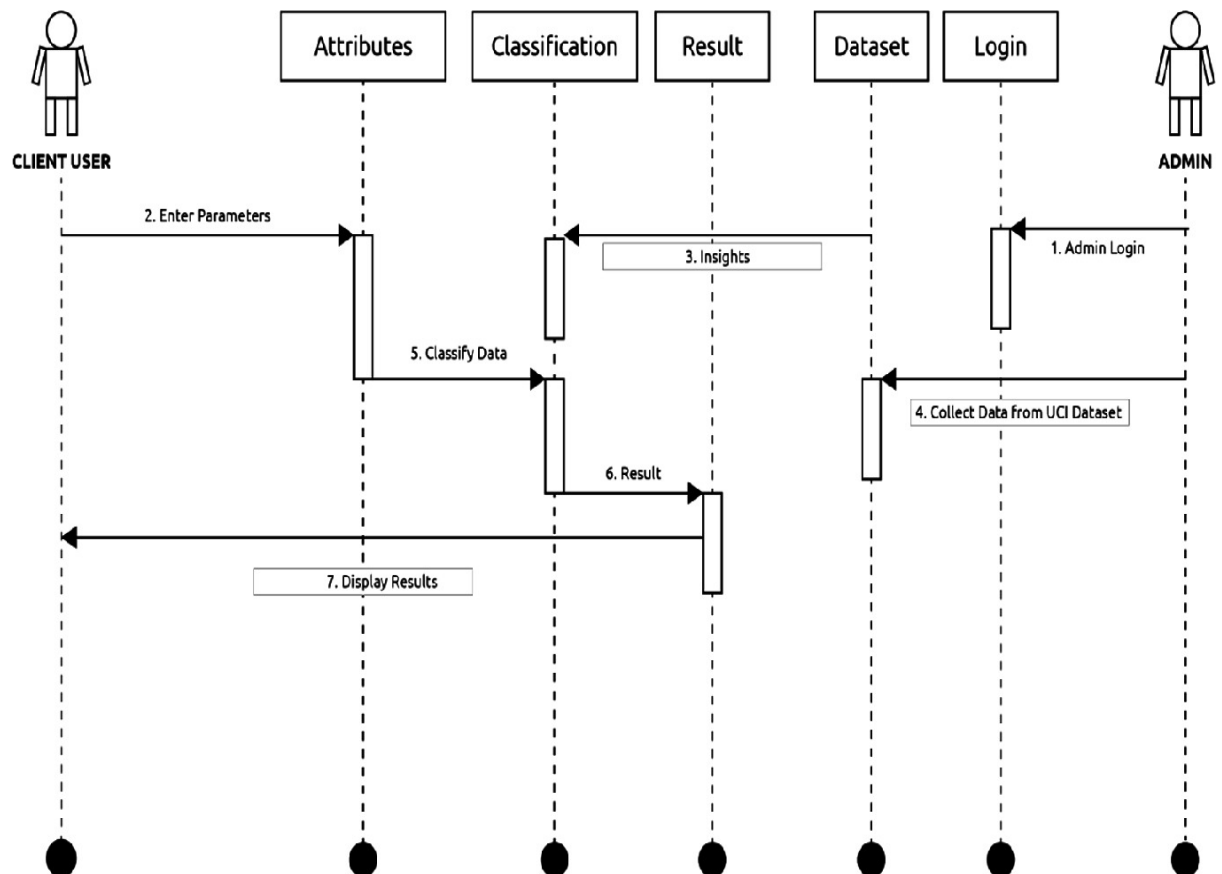 Attributes
Classification
Result
Dataset
Login
CLIENT USER
ADMIN
2. Enter Parameters
3. Insights
1. Admin Login
5. Classify Data
4. Collect Data from UCI Dataset
6. Result
7. Display Results